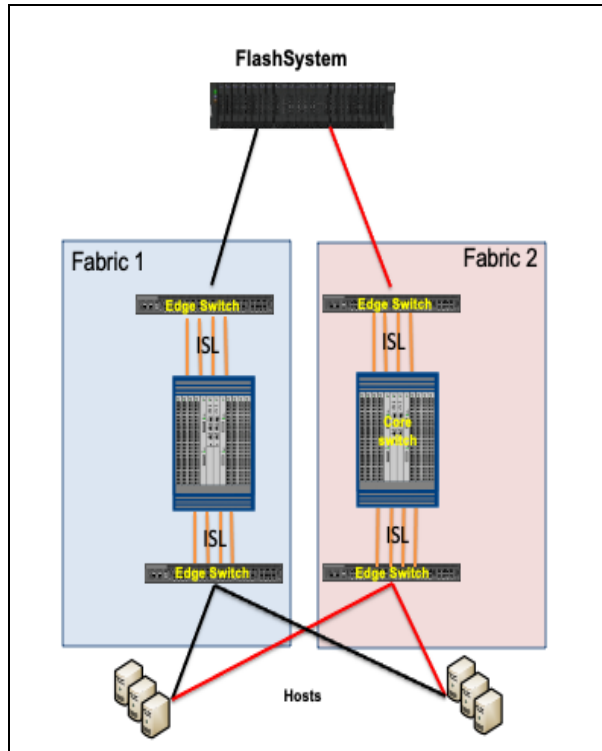 FlashSystem
Fabric 1
Fabric 2
Edge Switch
Edge Switch
ISL
ISL
Core
switch
ISL
ISL
Edge Switch
Edge Switch
Hosts